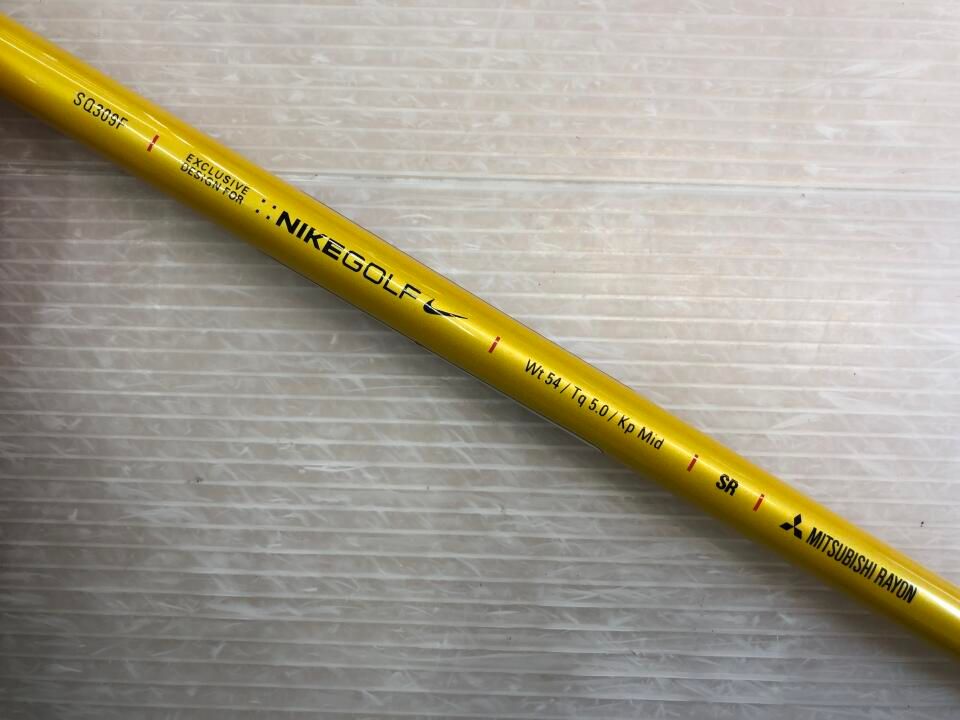 SQ309F
EXCLUSIVE
DESIGN FOR
NIKEGOLF
Wt 54 / Tq 5.0 / Kp Mid
SR
MITSUBISHI RAYON